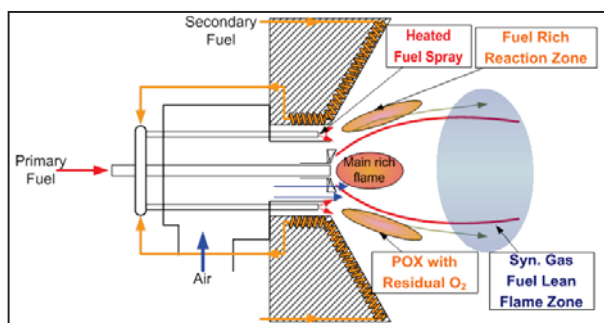 Secondary
Fuel
Heated
Fuel Spray
Fuel Rich
Reaction Zone
Primary
Fuel
Main rich
flame
Air
POX with
Residual O₂
Syn. Gas
Fuel Lean
Flame Zone